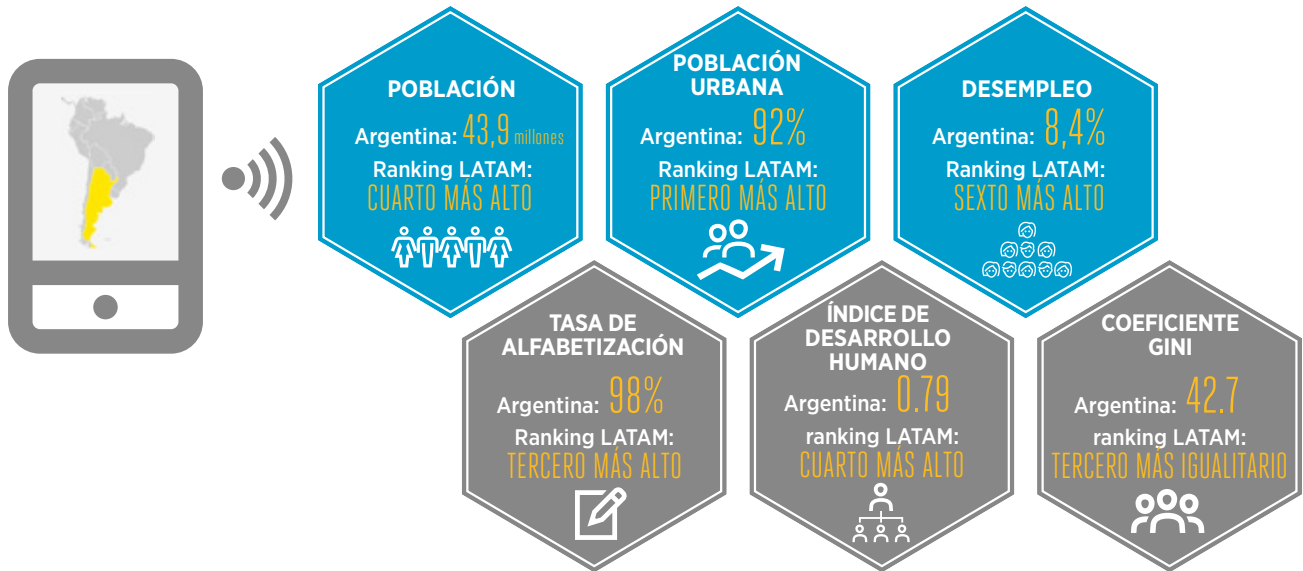 POBLACIÓN
Argentina: 43,9 millones
Ranking LATAM:
CUARTO MÁS ALTO
POBLACIÓN
URBANA
Argentina: 92%
Ranking LATAM:
PRIMERO MÁS ALTO
DESEMPLEO
Argentina: 8,4%
Ranking LATAM:
SEXTO MÁS ALTO
TASA DE
ALFABETIZACIÓN
Argentina: 98%
Ranking LATAM:
TERCERO MÁS ALTO
ÍNDICE DE
DESARROLLO
HUMANO
Argentina: 0.79
ranking LATAM:
CUARTO MÁS ALTO
COEFICIENTE
GINI
Argentina: 42.7
ranking LATAM:
TERCERO MÁS IGUALITARIO